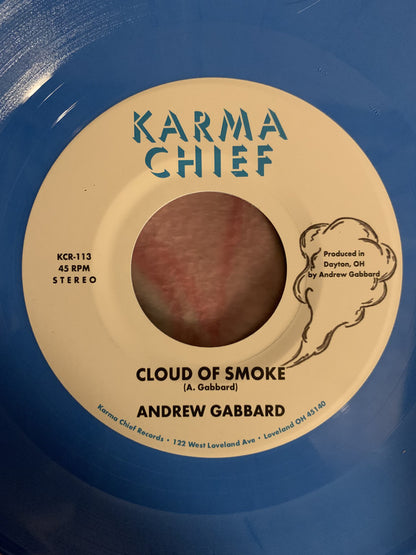 KARMA
CHIEF
KCR-113
45 RPM
STEREO
Produced in
Dayton, OH
by Andrew Gabbard
CLOUD OF SMOKE
(A. Gabbard)
ANDREW GABBARD
Karma Chief Records • 122 West Loveland Ave • Loveland OH 45140